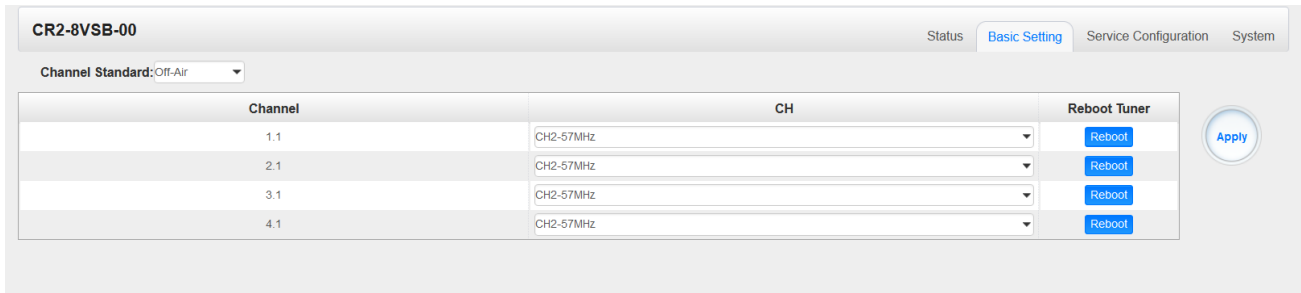 CR2-8VSB-00
Status Basic Setting Service Configuration System
Channel Standard: Off-Air
Channel CH Reboot Tuner
1.1 CH2-57MHz Reboot
Apply
2.1 CH2-57MHz Reboot
3.1 CH2-57MHz Reboot
4.1 CH2-57MHz Reboot